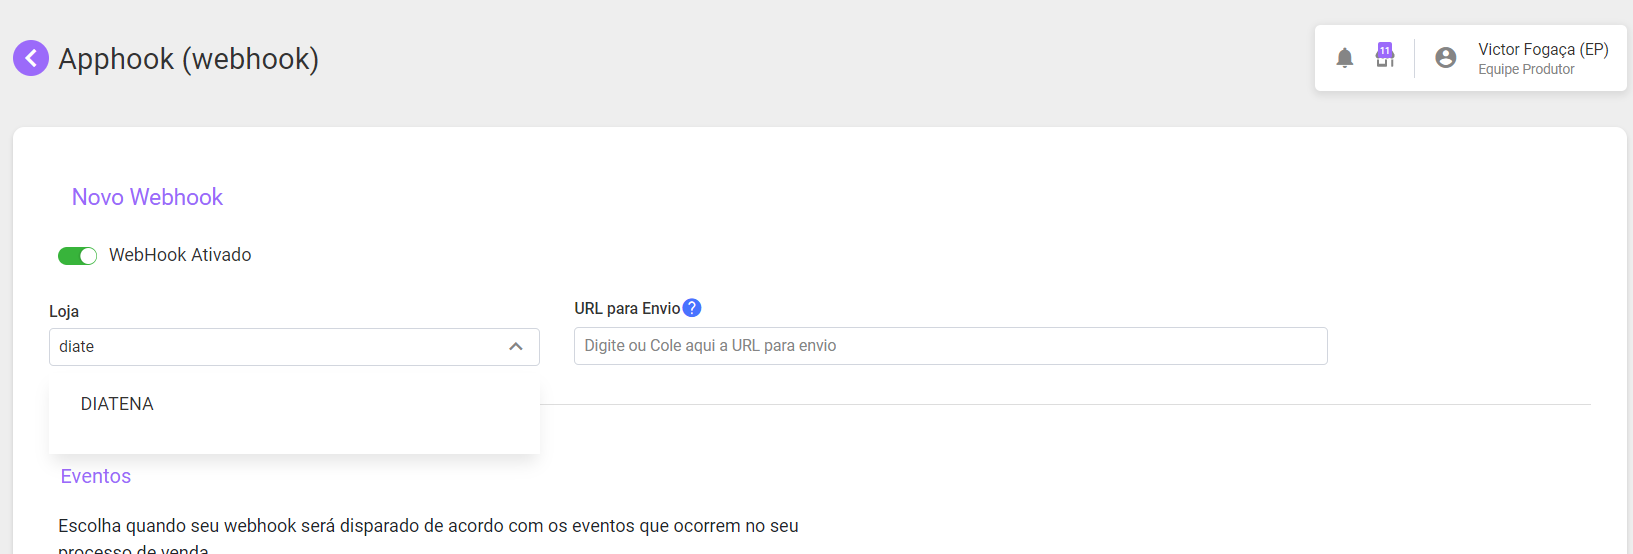 Apphook (webhook)
11
Victor Fogaça (EP)
Equipe Produtor
Novo Webhook
WebHook Ativado
Loja
URL para Envio ?
diate
Digite ou Cole aqui a URL para envio
DIATENA
Eventos
Escolha quando seu webhook será disparado de acordo com os eventos que ocorrem no seu
processo de venda